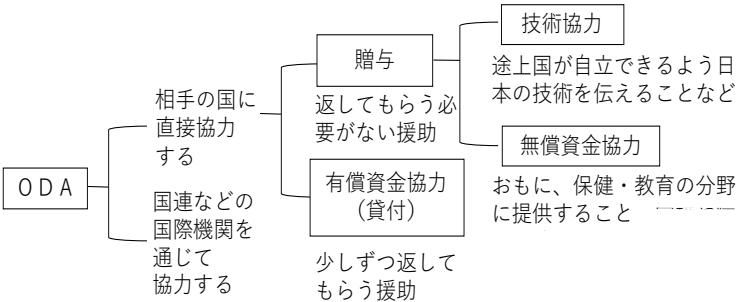 ODA
相手の国に
直接協力
する
国連などの
国際機関を
通じて
協力する
贈与
返してもらう必
要がない援助
有償資金協力
(貸付)
少しずつ返して
もらう援助
技術協力
途上国が自立できるよう日
本の技術を伝えることなど
無償資金協力
おもに、保健・教育の分野
に提供すること